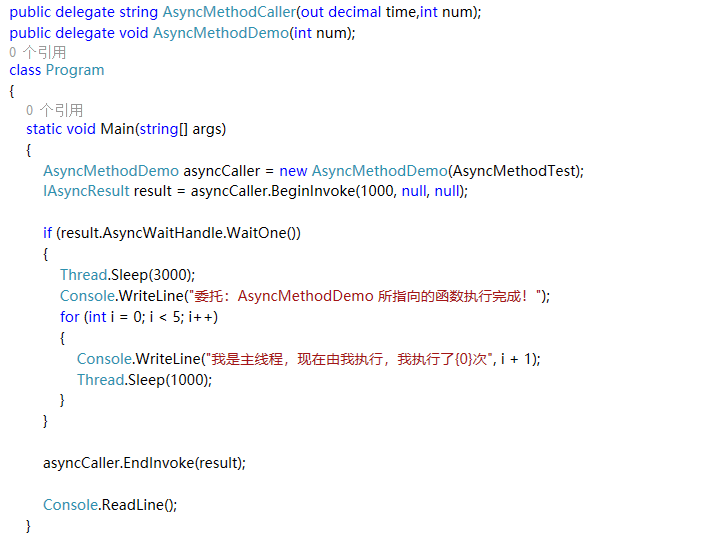 public delegate string AsyncMethodCaller(out decimal time,int num);
public delegate void AsyncMethodDemo(int num);
0 个引用
class Program
{
0 个引用
static void Main(string[] args)
{
AsyncMethodDemo asyncCaller = new AsyncMethodDemo(AsyncMethodTest);
IAsyncResult result = asyncCaller.BeginInvoke(1000, null, null);
if (result.AsyncWaitHandle.WaitOne())
{
Thread.Sleep(3000);
Console.WriteLine("委托：AsyncMethodDemo 所指向的函数执行完成！");
for (int i = 0; i < 5; i++)
{
Console.WriteLine("我是主线程，现在由我执行，我执行了{0}次", i + 1);
Thread.Sleep(1000);
}
}
asyncCaller.EndInvoke(result);
Console.ReadLine();
}